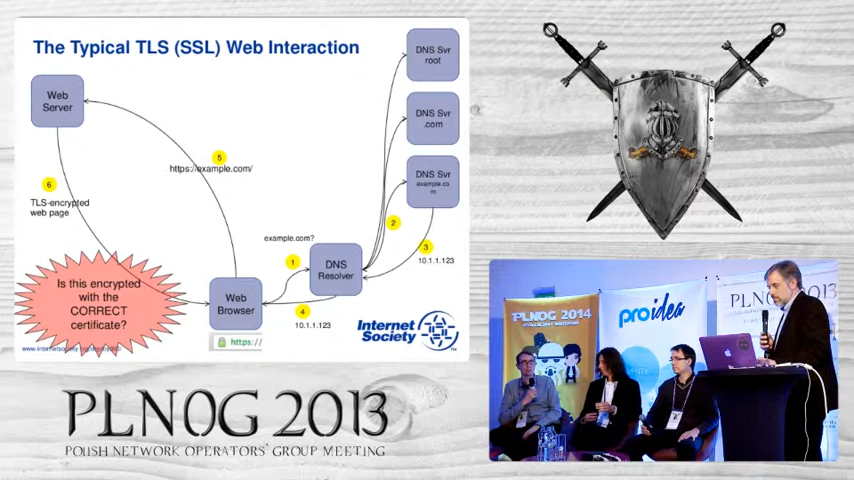 The Typical TLS (SSL) Web Interaction
DNS Svr
root
Web
Server
DNS Svr
.com
5
https://example.com/
DNS Svr
example.co
m
6
TLS-encrypted
web page
2
example.com?
3
10.1.1.123
1
DNS
Resolver
Is this encrypted
with the
CORRECT
certificate?
Web
Browser
4
10.1.1.123
https://
Internet
Society
TM
PLNOG 2013
POLISH NETWORK OPERATORS' GROUP MEETING
PLNOG 2014
proidea
PLNOG 2013